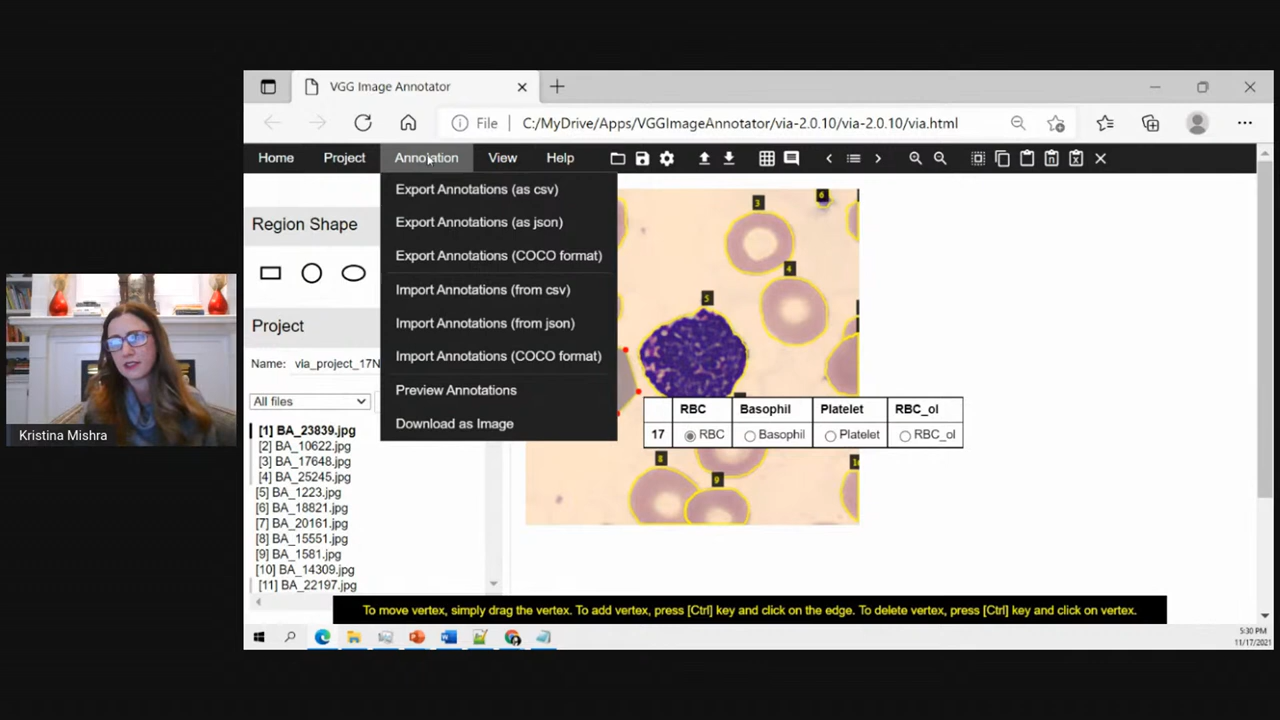 VGG Image Annotator
File C:/MyDrive/Apps/VGGImageAnnotator/via-2.0.10/via-2.0.10/via.html
Home Project Annotation View Help
Export Annotations (as csv)
Export Annotations (as json)
Export Annotations (COCO format)
Import Annotations (from csv)
Import Annotations (from json)
Import Annotations (COCO format)
Preview Annotations
Download as Image
Region Shape
Project
Name: via_project_17N
All files
[1] BA_23839.jpg
[2] BA_10622.jpg
[3] BA_17648.jpg
[4] BA_25245.jpg
[5] BA_1223.jpg
[6] BA_18821.jpg
[7] BA_20161.jpg
[8] BA_15551.jpg
[9] BA_1581.jpg
[10] BA_14309.jpg
[11] BA_22197.jpg
3
6
4
5
RBC Basophil Platelet RBC_ol
17 RBC Basophil Platelet RBC_ol
8
9
To move vertex, simply drag the vertex. To add vertex, press [Ctrl] key and click on the edge. To delete vertex, press [Ctrl] key and click on vertex.
5:30 PM
11/17/2021
Kristina Mishra